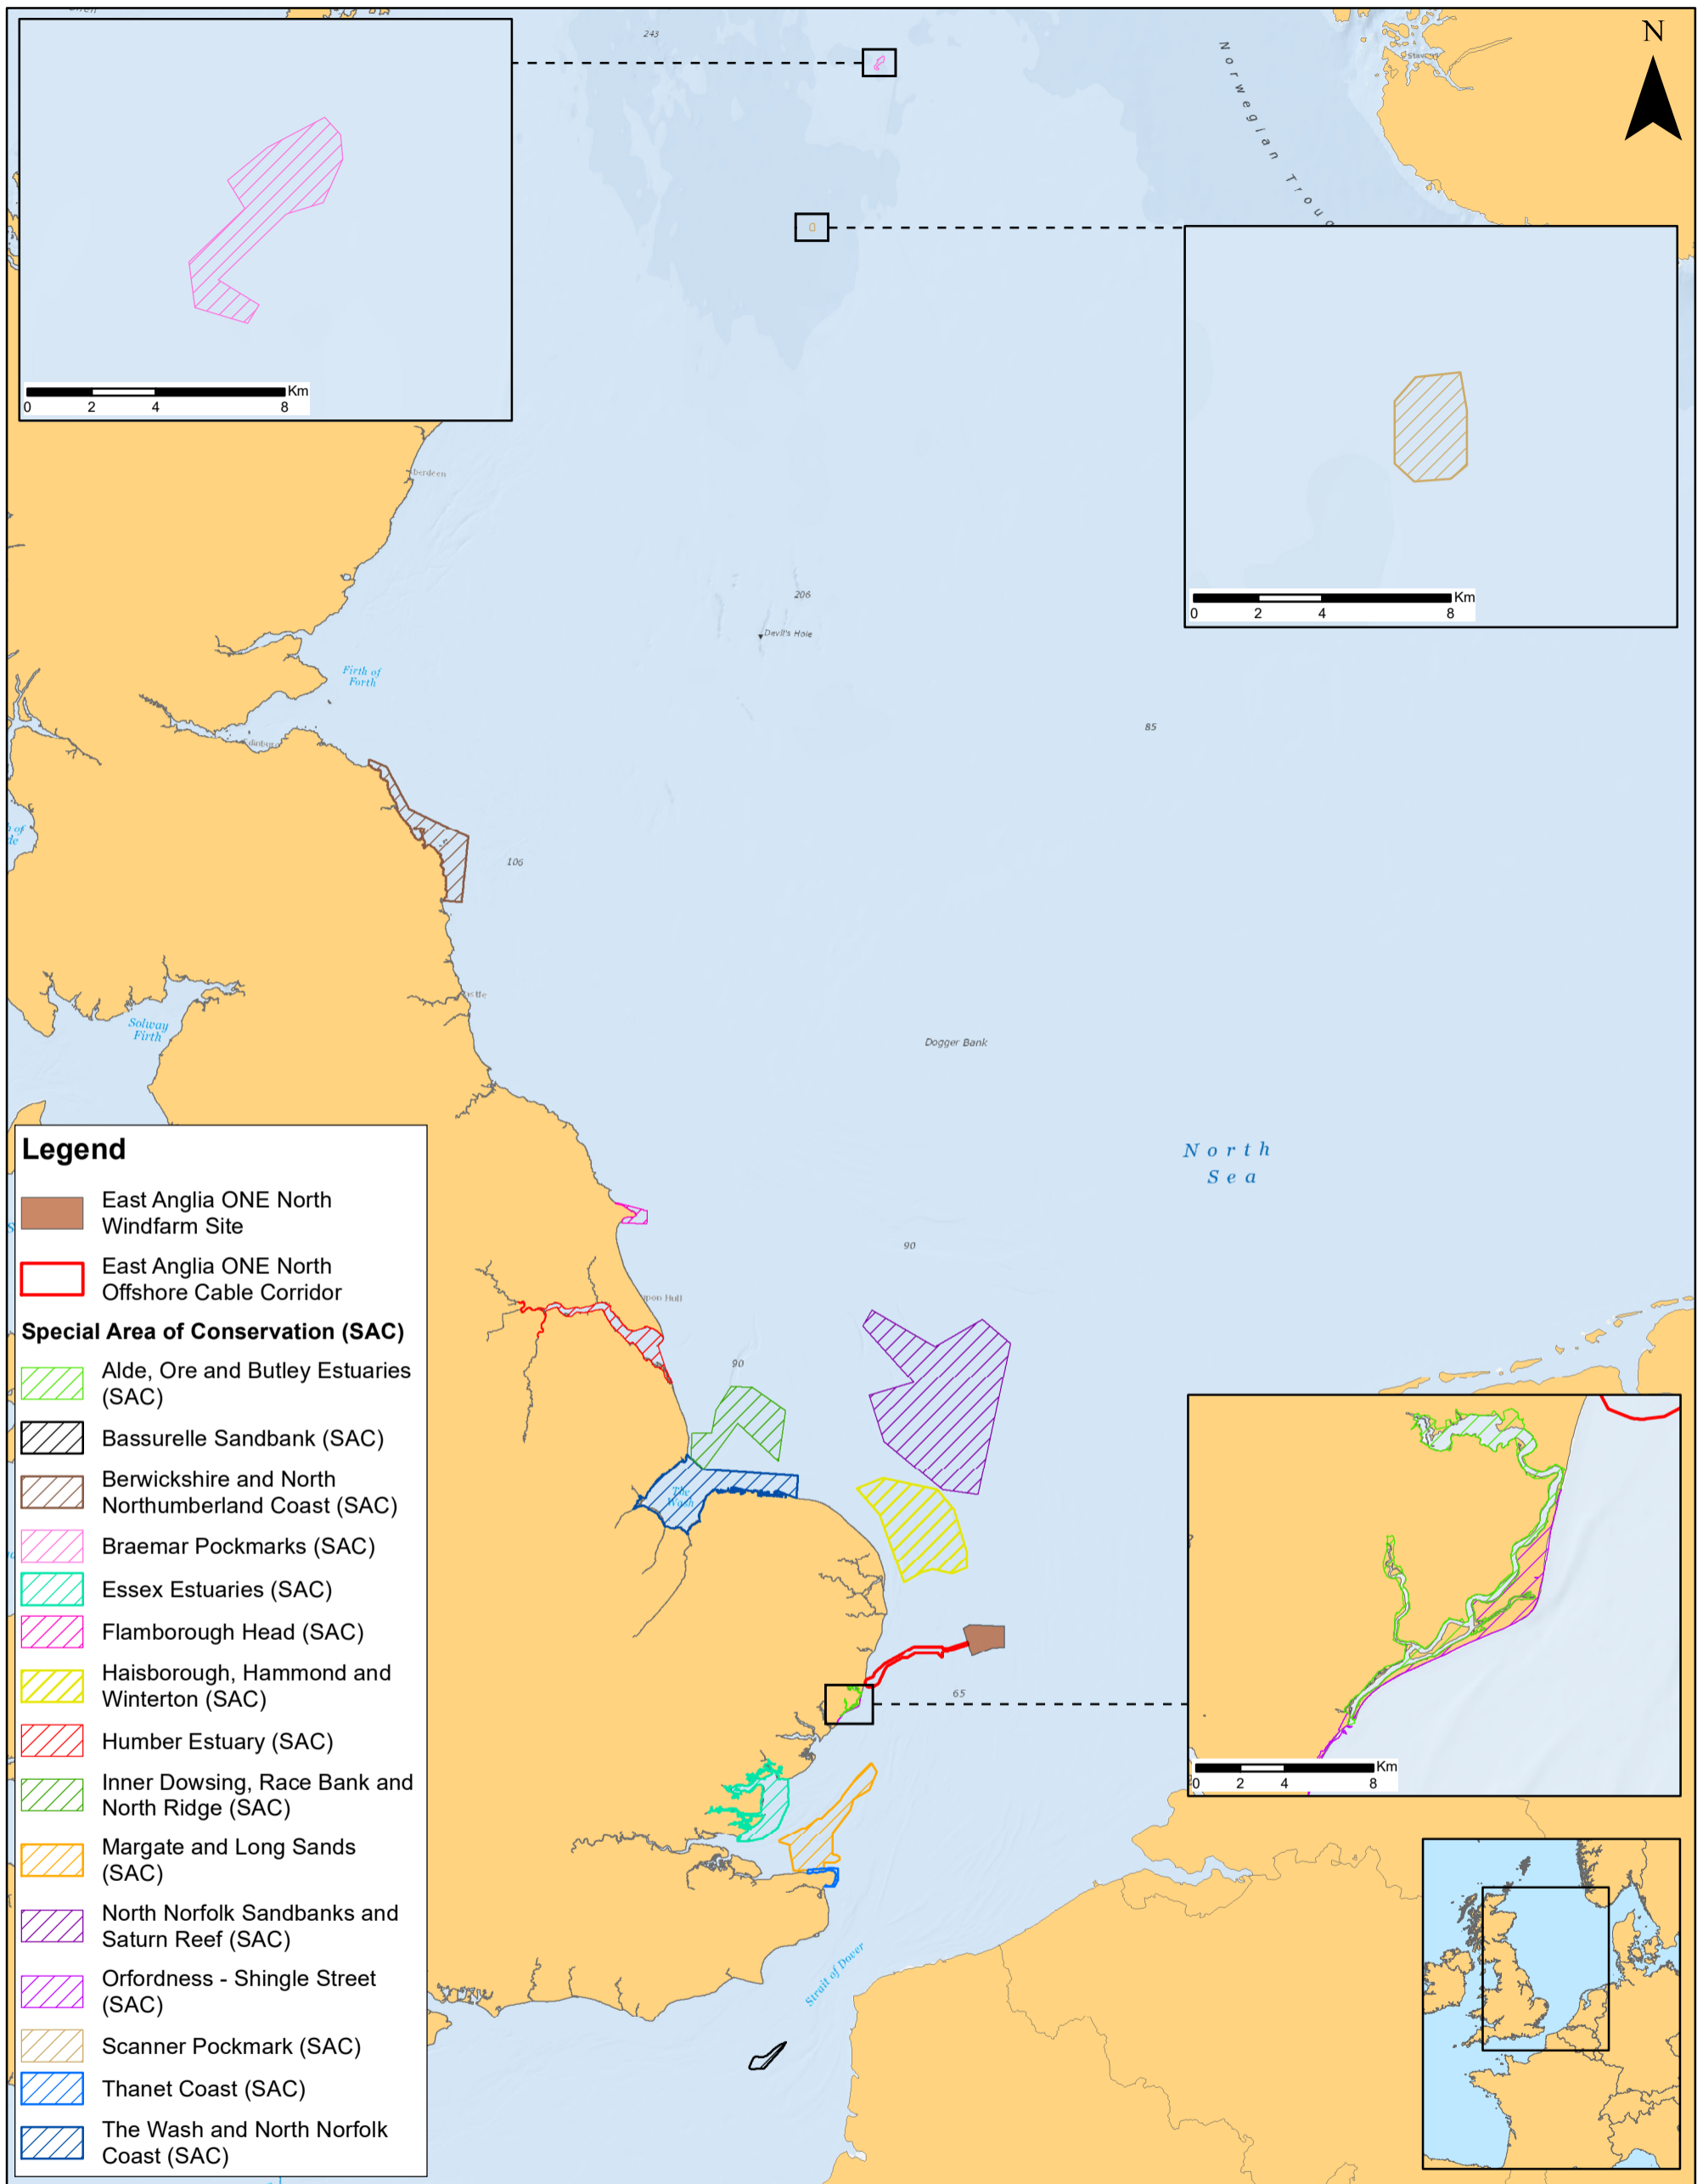 243
N
Norwegian Troug
Km
0 2 4 8
Km
0 2 4 8
206
Devil's Hole
Firth of
Forth
85
106
Solway
Firth
Dogger Bank
North
Sea
90
upon Hull
90
The
Wash
65
Km
0 2 4 8
Strait of Dover
Legend
East Anglia ONE North
Windfarm Site
East Anglia ONE North
Offshore Cable Corridor
Special Area of Conservation (SAC)
Alde, Ore and Butley Estuaries
(SAC)
Bassurelle Sandbank (SAC)
Berwickshire and North
Northumberland Coast (SAC)
Braemar Pockmarks (SAC)
Essex Estuaries (SAC)
Flamborough Head (SAC)
Haisborough, Hammond and
Winterton (SAC)
Humber Estuary (SAC)
Inner Dowsing, Race Bank and
North Ridge (SAC)
Margate and Long Sands
(SAC)
North Norfolk Sandbanks and
Saturn Reef (SAC)
Orfordness - Shingle Street
(SAC)
Scanner Pockmark (SAC)
Thanet Coast (SAC)
The Wash and North Norfolk
Coast (SAC)